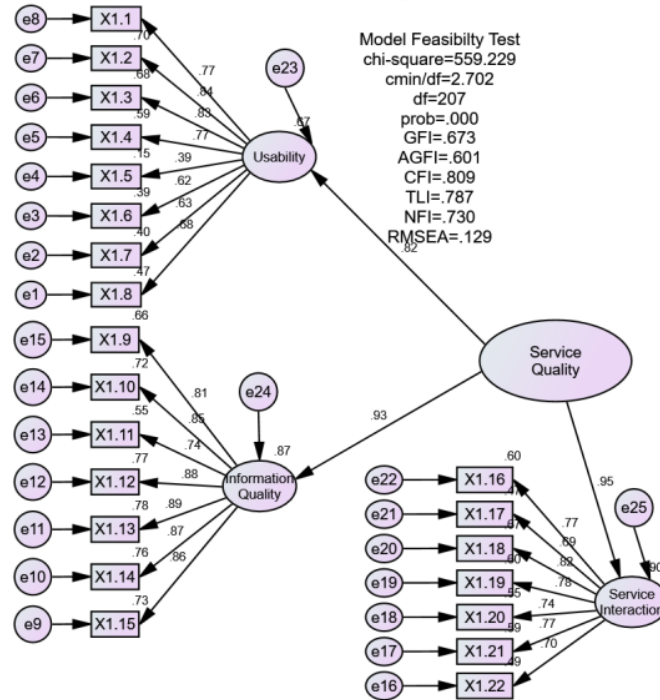 Model Feasibilty Test
chi-square=559.229
cmin/df=2.702
df=207
prob=.000
GFI=.673
AGFI=.601
CFI=.809
TLI=.787
NFI=.730
RMSEA=.129
e8 X1.1
.70
e7 X1.2
.68
e6 X1.3
.59
e5 X1.4
.15
e4 X1.5
.39
e3 X1.6
.40
e2 X1.7
.47
e1 X1.8
.77
.84
.83
.77
.39
.62
.63
.68
e23
.67
Usability
.82
.66
e15 X1.9
.72
e14 X1.10
.55
e13 X1.11
.77
e12 X1.12
.78
e11 X1.13
.76
e10 X1.14
.73
e9 X1.15
.81
.85
.74
.88
.89
.87
.86
e24
.87
Information
Quality
.93
Service
Quality
.95
.60
e22 X1.16
e21 X1.17
.67
e20 X1.18
.60
e19 X1.19
.55
e18 X1.20
.59
e17 X1.21
.49
e16 X1.22
.77
.69
.82
.78
.74
.77
.70
e25
.90
Service
Interaction